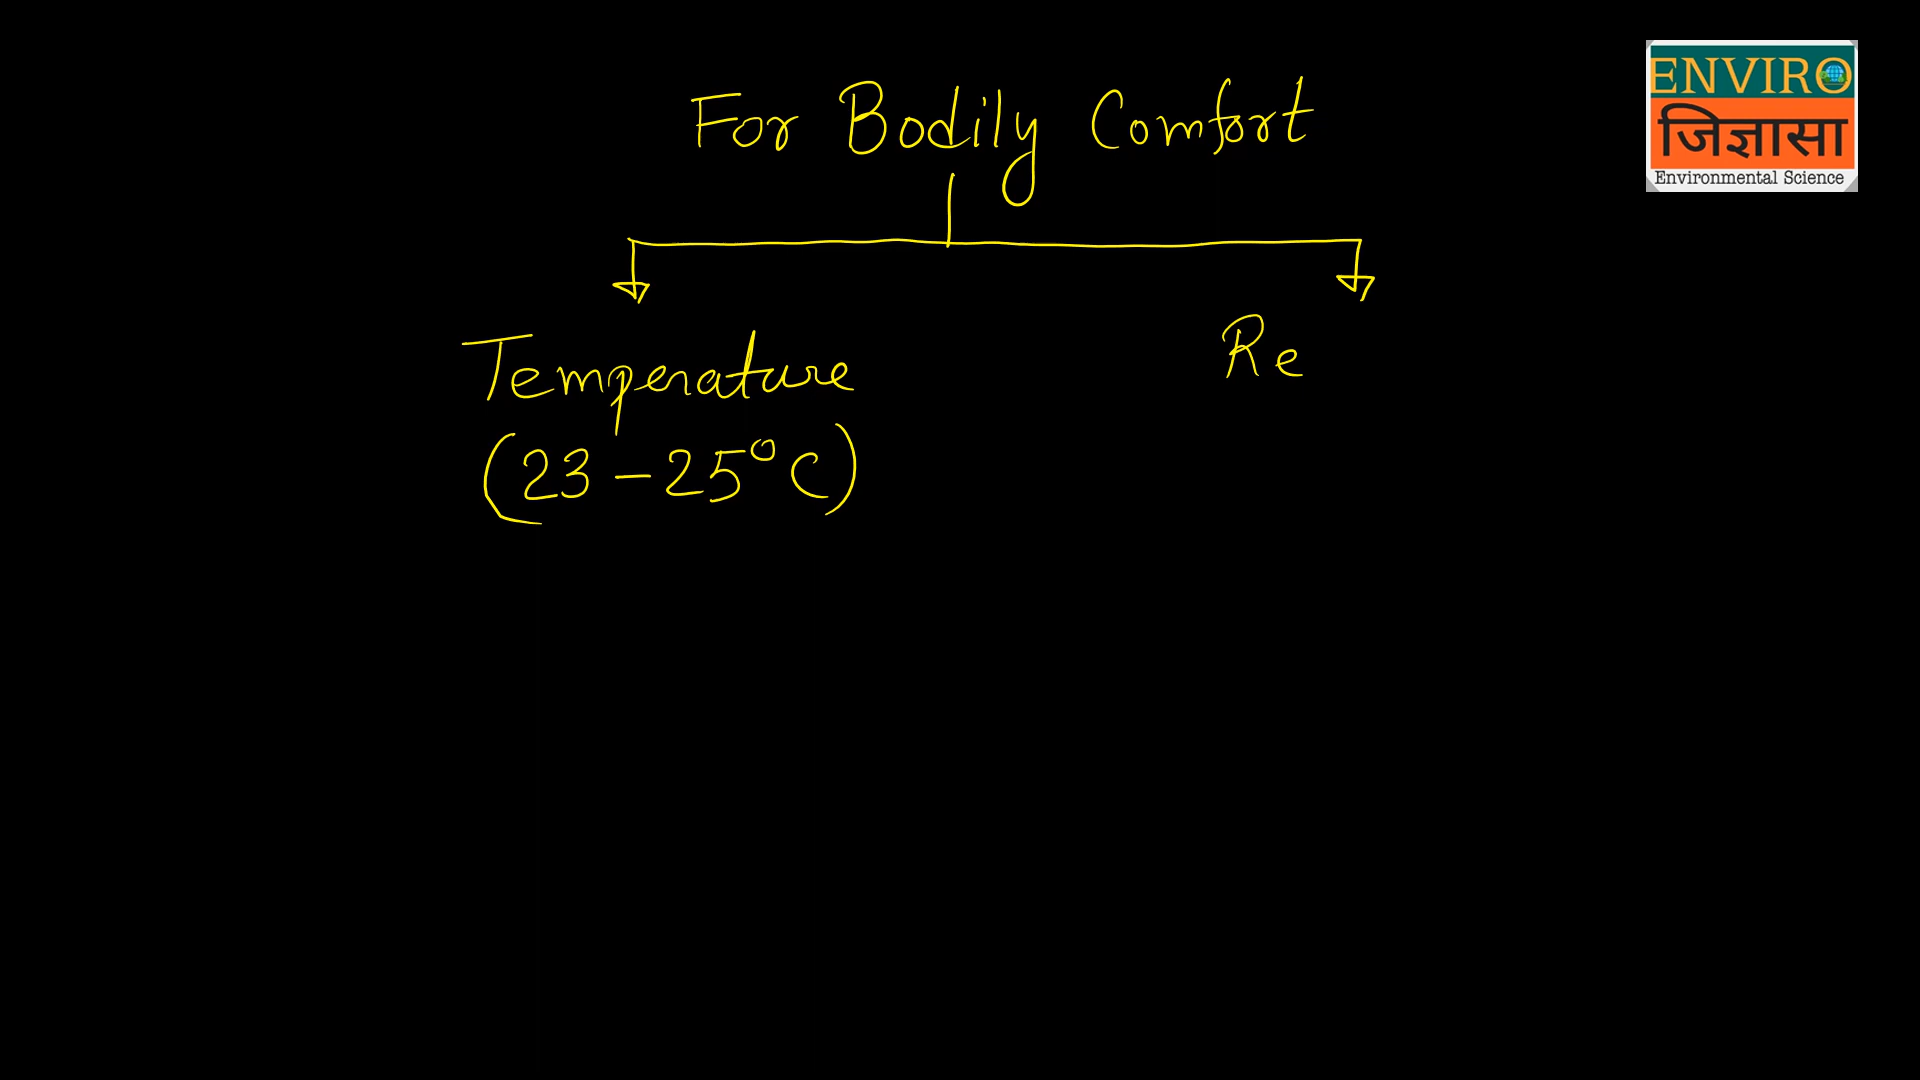 For Bodily Comfort
Temperature
(23-25°C)
Re
ENVIRO
जिज्ञासा
Environmental Science